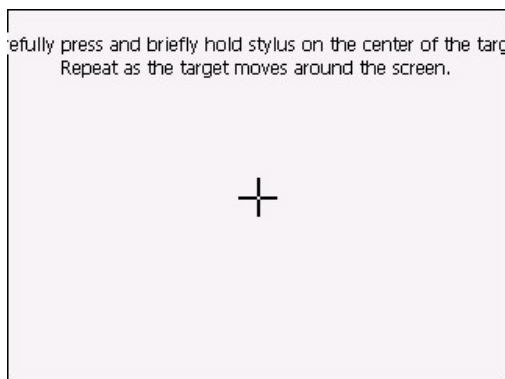 refully press and briefly hold stylus on the center of the targ
Repeat as the target moves around the screen.